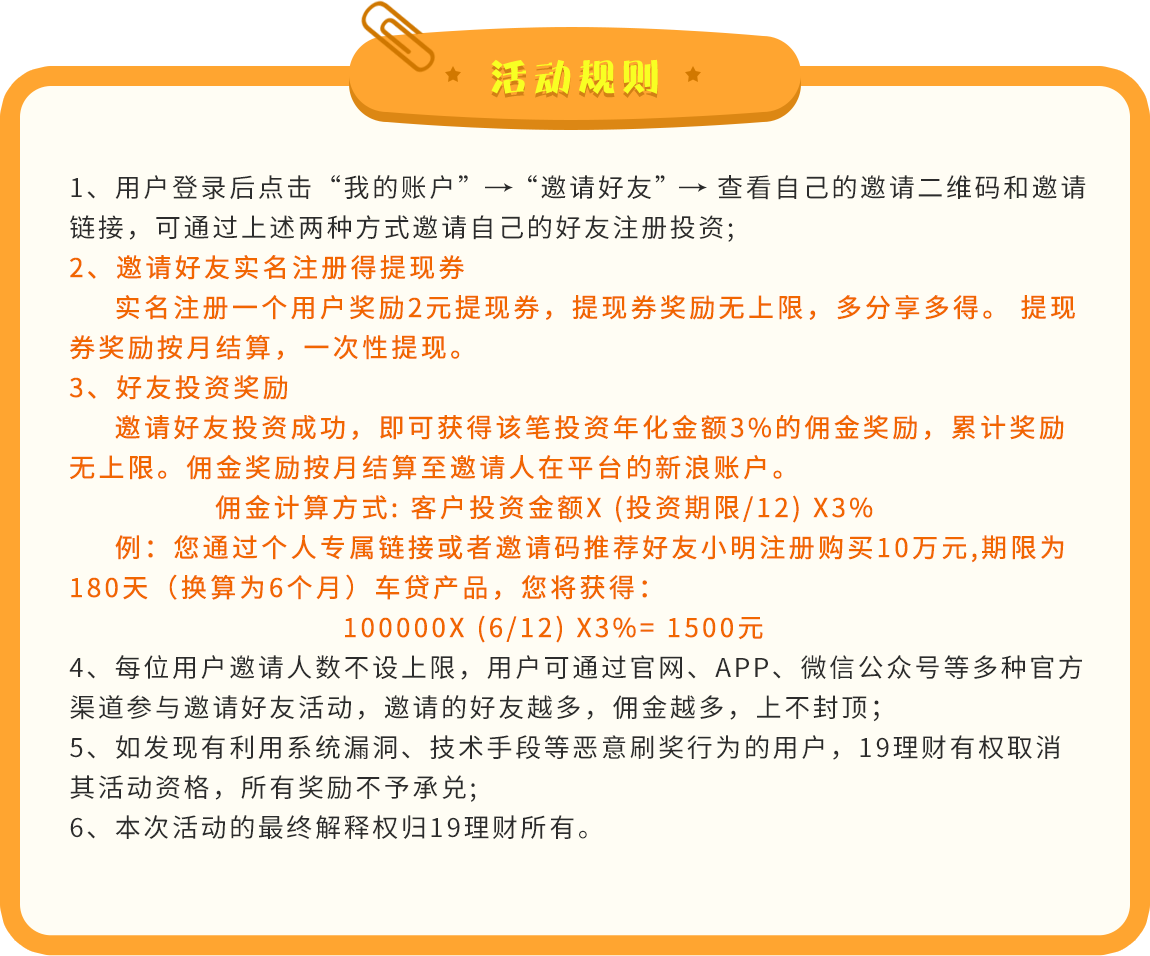 活动规则
1、用户登录后点击“我的账户”→“邀请好友”→ 查看自己的邀请二维码和邀请
链接，可通过上述两种方式邀请自己的好友注册投资;
2、邀请好友实名注册得提现券
实名注册一个用户奖励2元提现券，提现券奖励无上限，多分享多得。 提现
券奖励按月结算，一次性提现。
3、好友投资奖励
邀请好友投资成功，即可获得该笔投资年化金额3%的佣金奖励，累计奖励
无上限。佣金奖励按月结算至邀请人在平台的新浪账户。
佣金计算方式: 客户投资金额X (投资期限/12) X3%
例：您通过个人专属链接或者邀请码推荐好友小明注册购买10万元,期限为
180天（换算为6个月）车贷产品，您将获得：
100000X (6/12) X3%= 1500元
4、每位用户邀请人数不设上限，用户可通过官网、APP、微信公众号等多种官方
渠道参与邀请好友活动，邀请的好友越多，佣金越多，上不封顶；
5、如发现有利用系统漏洞、技术手段等恶意刷奖行为的用户，19理财有权取消
其活动资格，所有奖励不予承兑;
6、本次活动的最终解释权归19理财所有。